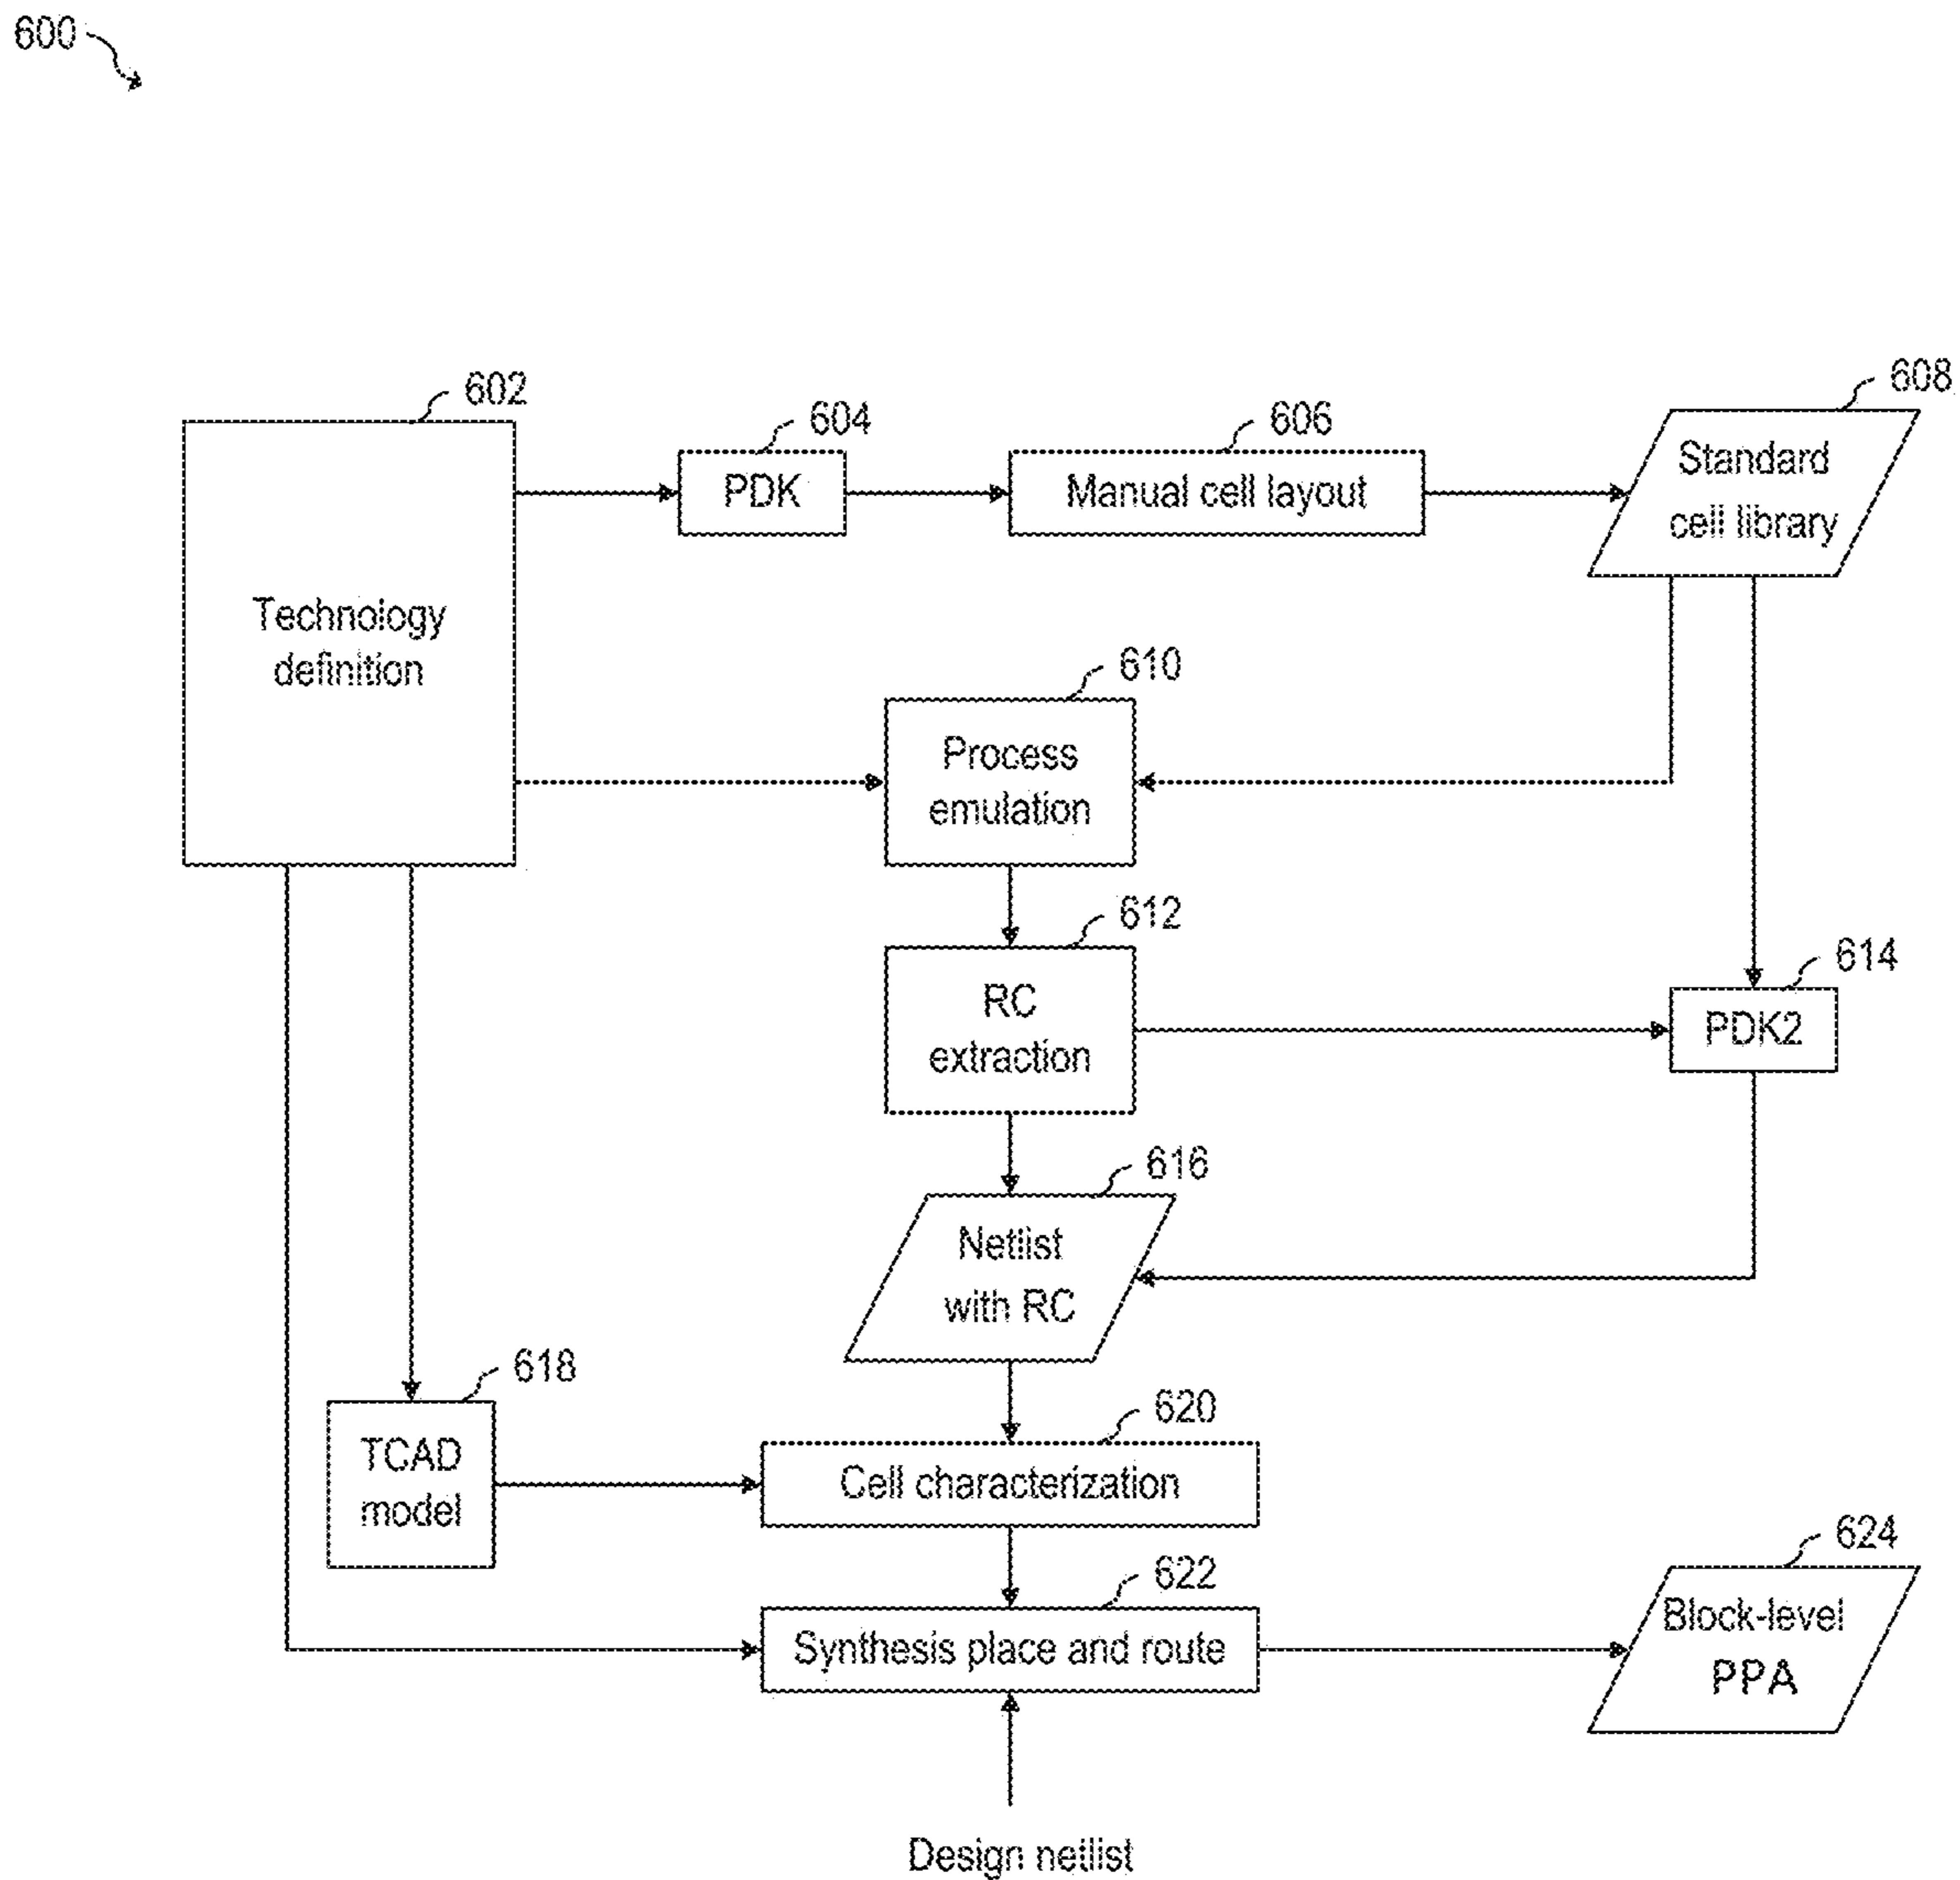 600
602
604
606
608
PDK
Manual cell layout
Standard
cell library
Technology
definition
610
Process
emulation
612
RC
extraction
614
PDK2
616
Netlist
with RC
618
TCAD
model
620
Cell characterization
622
Synthesis place and route
624
Block-level
PPA
Design netlist